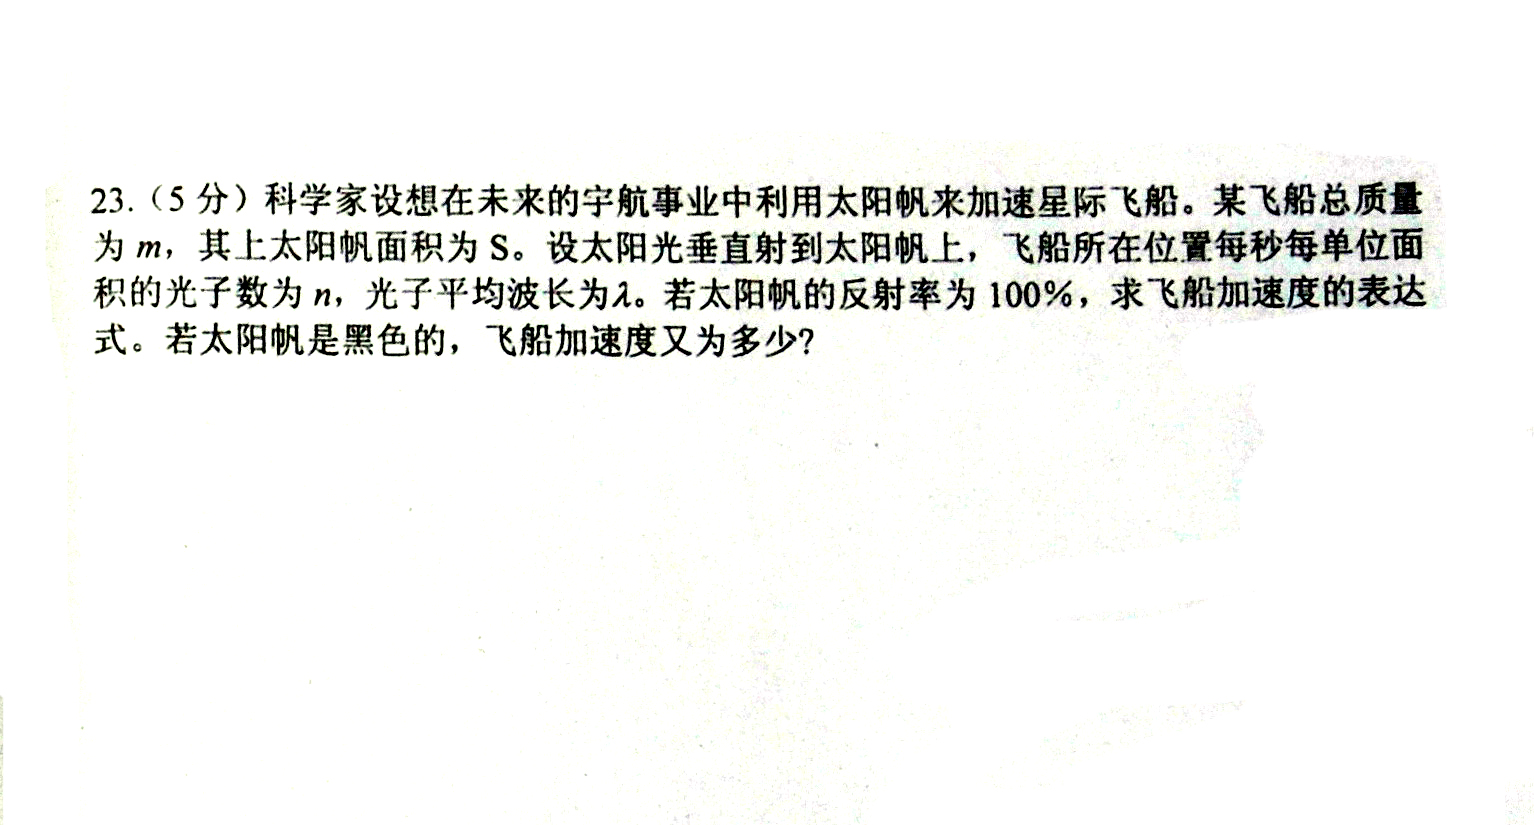 23.（5 分）科学家设想在未来的宇航事业中利用太阳帆来加速星际飞船。某飞船总质量
为 m，其上太阳帆面积为 S。设太阳光垂直射到太阳帆上，飞船所在位置每秒每单位面
积的光子数为 n，光子平均波长为λ。若太阳帆的反射率为 100%，求飞船加速度的表达
式。若太阳帆是黑色的，飞船加速度又为多少?